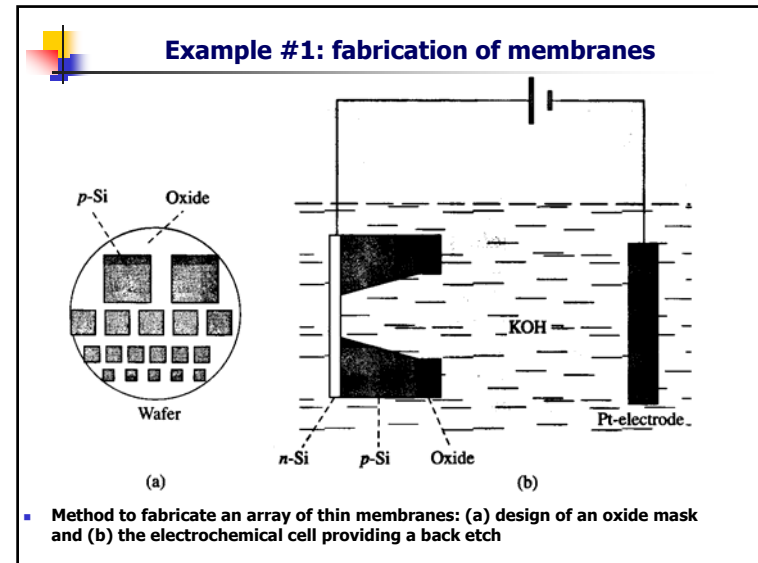 Example #1: fabrication of membranes
p-Si
Oxide
Wafer
(a)
KOH
Pt-electrode
n-Si
p-Si
Oxide
(b)
Method to fabricate an array of thin membranes: (a) design of an oxide mask
and (b) the electrochemical cell providing a back etch